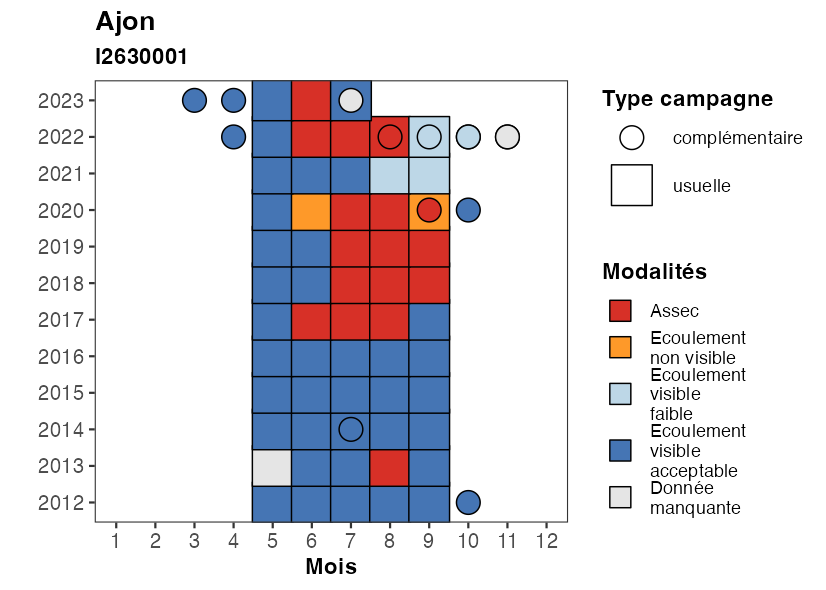 Ajon
I2630001
2023
2022
2021
2020
2019
2018
2017
2016
2015
2014
2013
2012
1 2 3 4 5 6 7 8 9 10 11 12
Mois
Type campagne
complémentaire
usuelle
Modalités
Assec
Ecoulement
non visible
Ecoulement
visible
faible
Ecoulement
visible
acceptable
Donnée
manquante